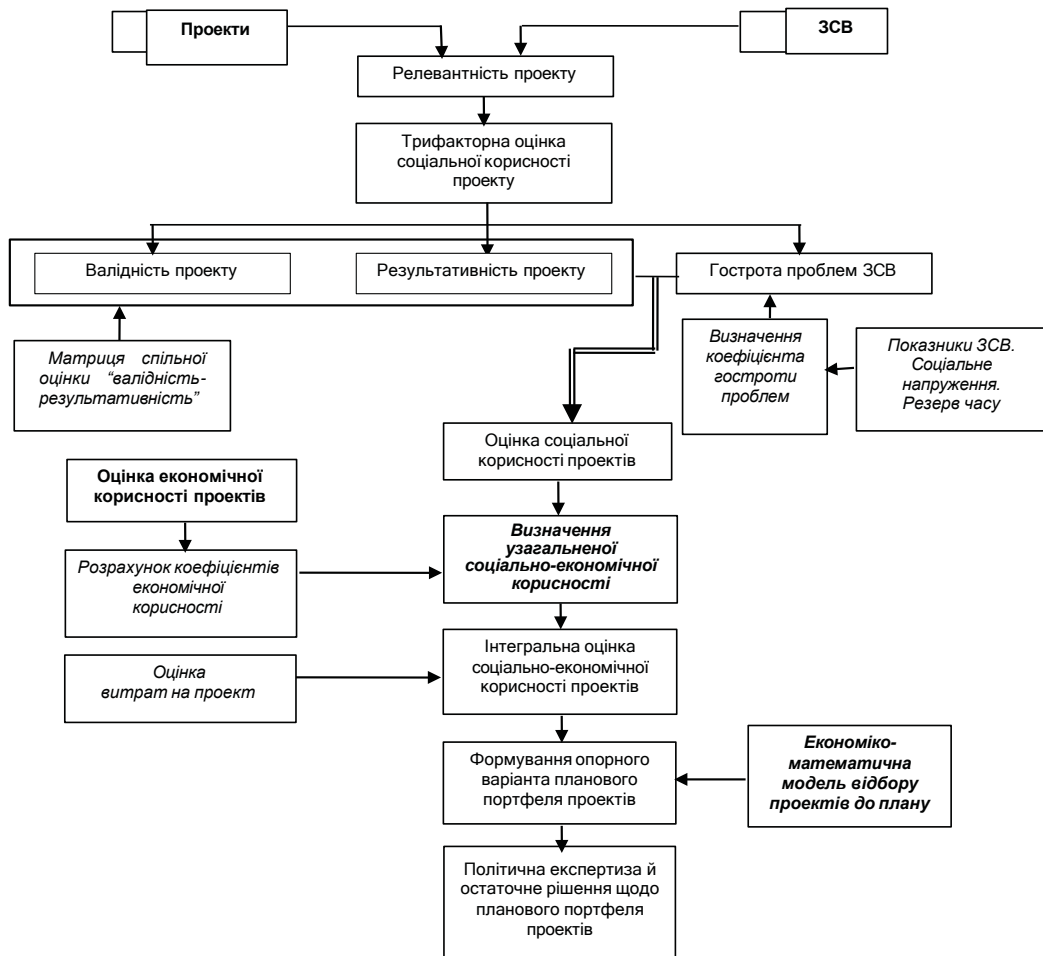 Проекти
ЗСВ
Релевантність проекту
Трифакторна оцінка
соціальної корисності
проекту
Валідність проекту
Результативність проекту
Гострота проблем ЗСВ
Матриця спільної
оцінки “валідність-
результативність”
Визначення
коефіцієнта
гостроти
проблем
Показники ЗСВ.
Соціальне
напруження.
Резерв часу
Оцінка соціальної
корисності проектів
Оцінка економічної
корисності проектів
Визначення
узагальненої
соціально-економічної
корисності
Розрахунок коефіцієнтів
економічної
корисності
Інтегральна оцінка
соціально-економічної
корисності проектів
Оцінка
витрат на проект
Формування опорного
варіанта планового
портфеля проектів
Економіко-
математична
модель відбору
проектів до плану
Політична експертиза й
остаточне рішення щодо
планового портфеля
проектів